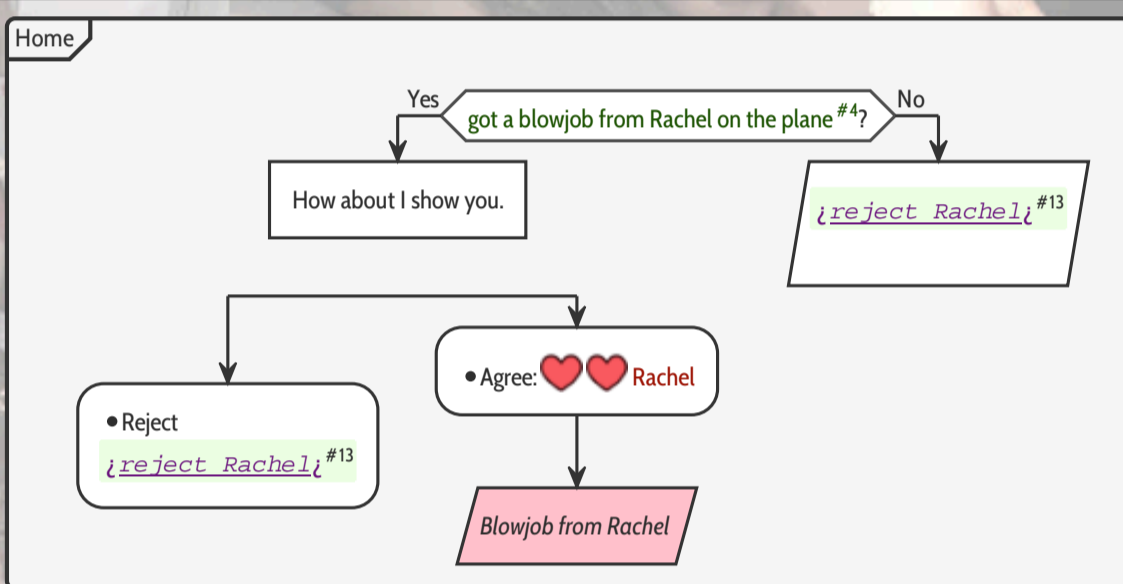 Home
Yes
got a blowjob from Rachel on the plane #4?
No
How about I show you.
¿reject Rachel¿ #13
• Agree: Rachel
• Reject
¿reject Rachel¿ #13
Blowjob from Rachel